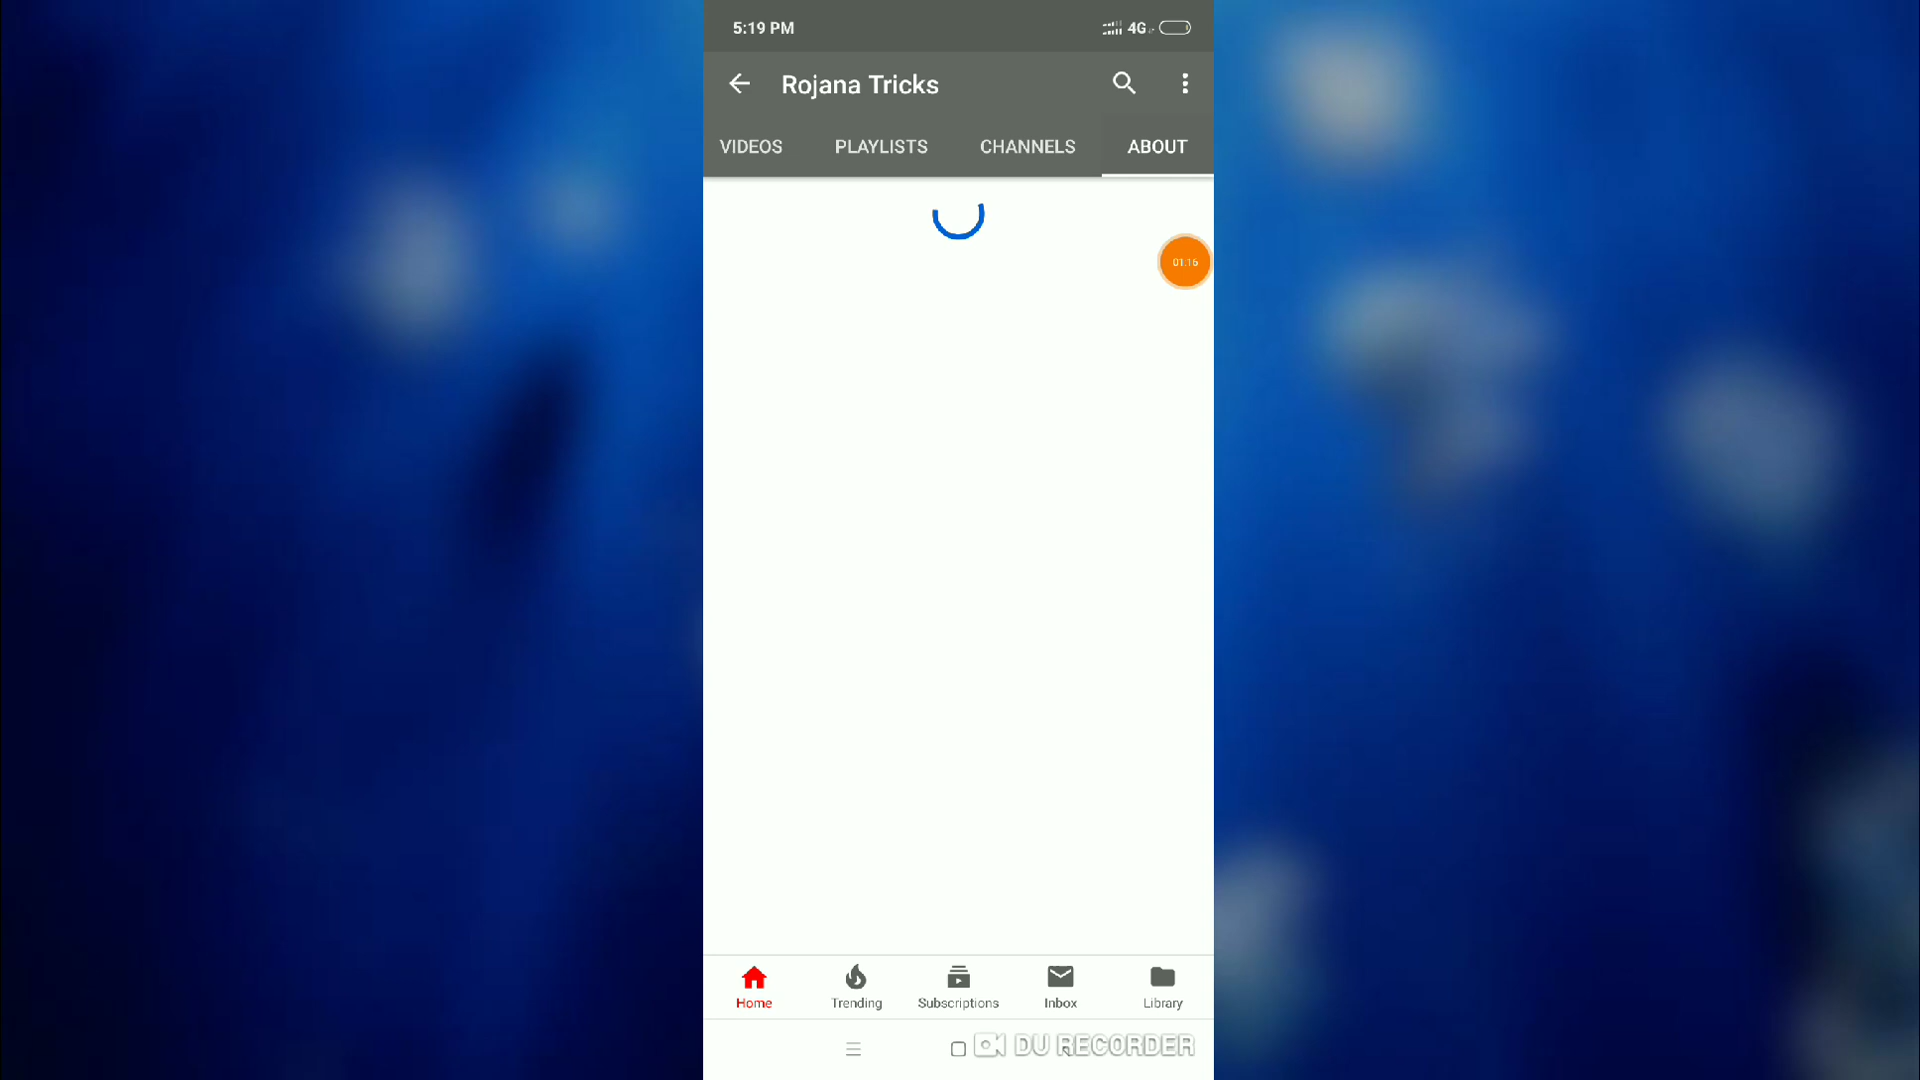 5:19 PM
4G
Rojana Tricks
VIDEOS PLAYLISTS CHANNELS ABOUT
01:16
Home Trending Subscriptions Inbox Library
DU RECORDER